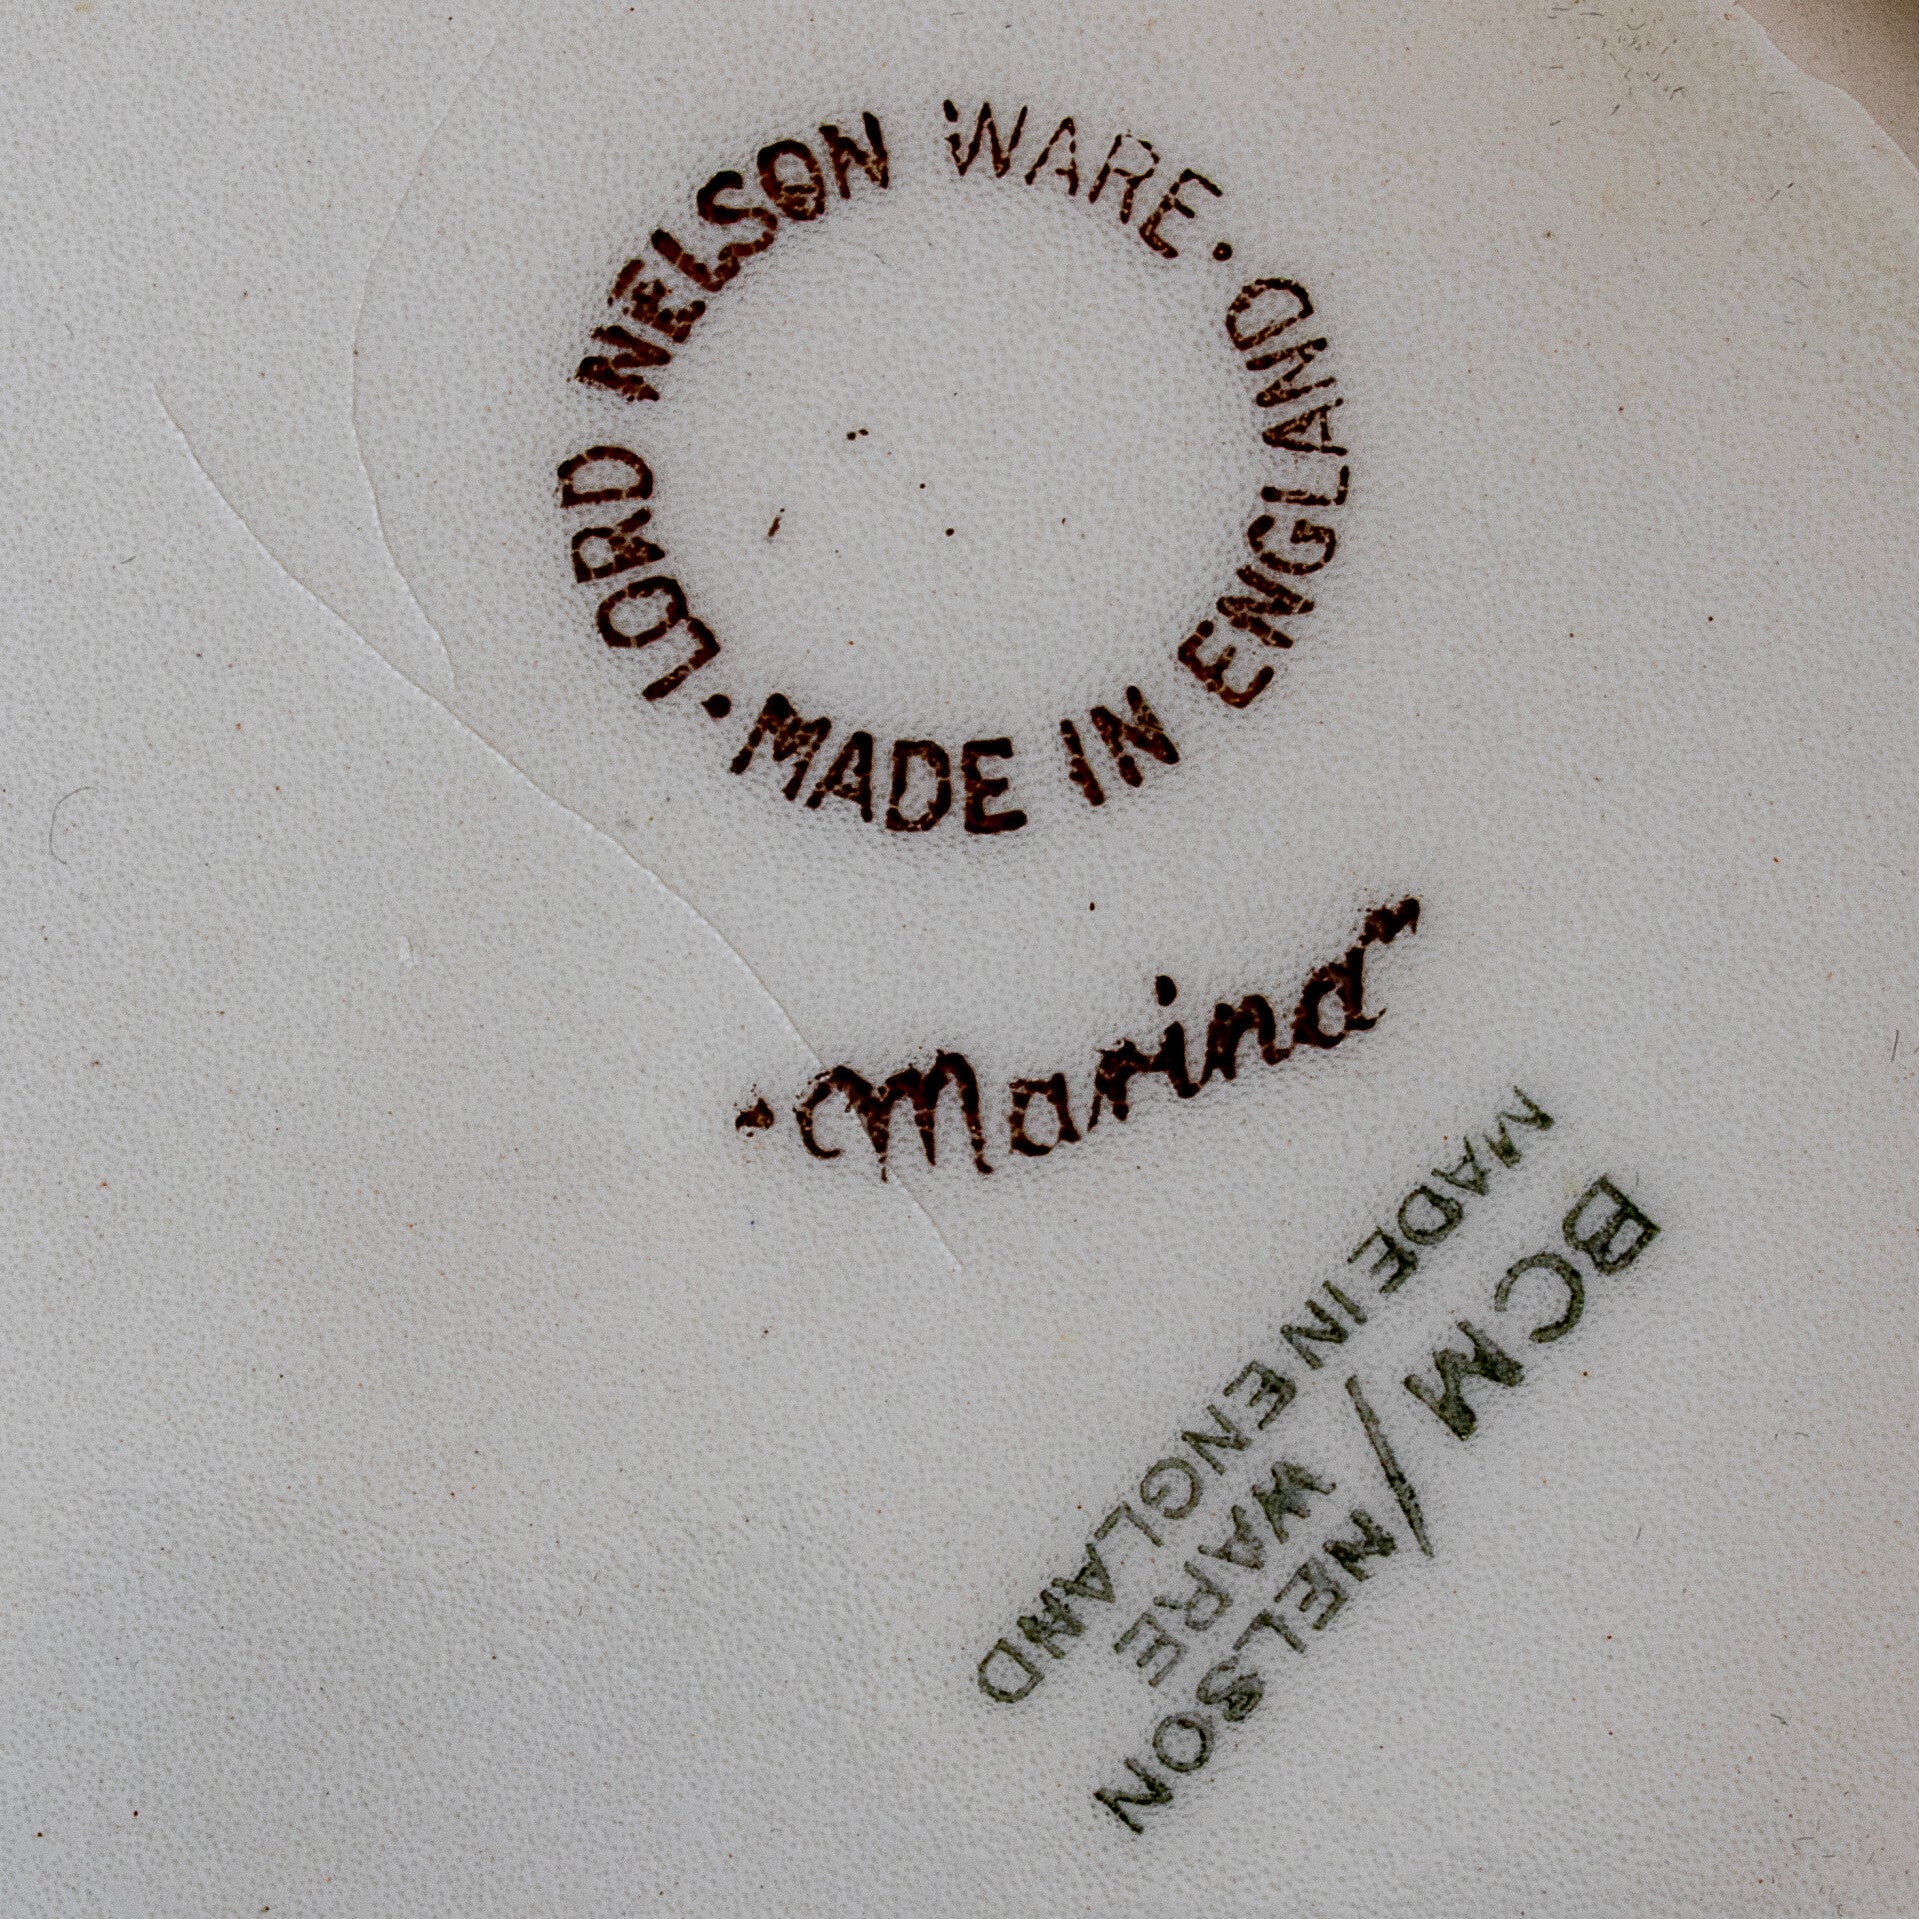 LORD NELSON WARE · MADE IN ENGLAND ·
"Marina"
BCM/NELSON
WARE
MADE IN ENGLAND